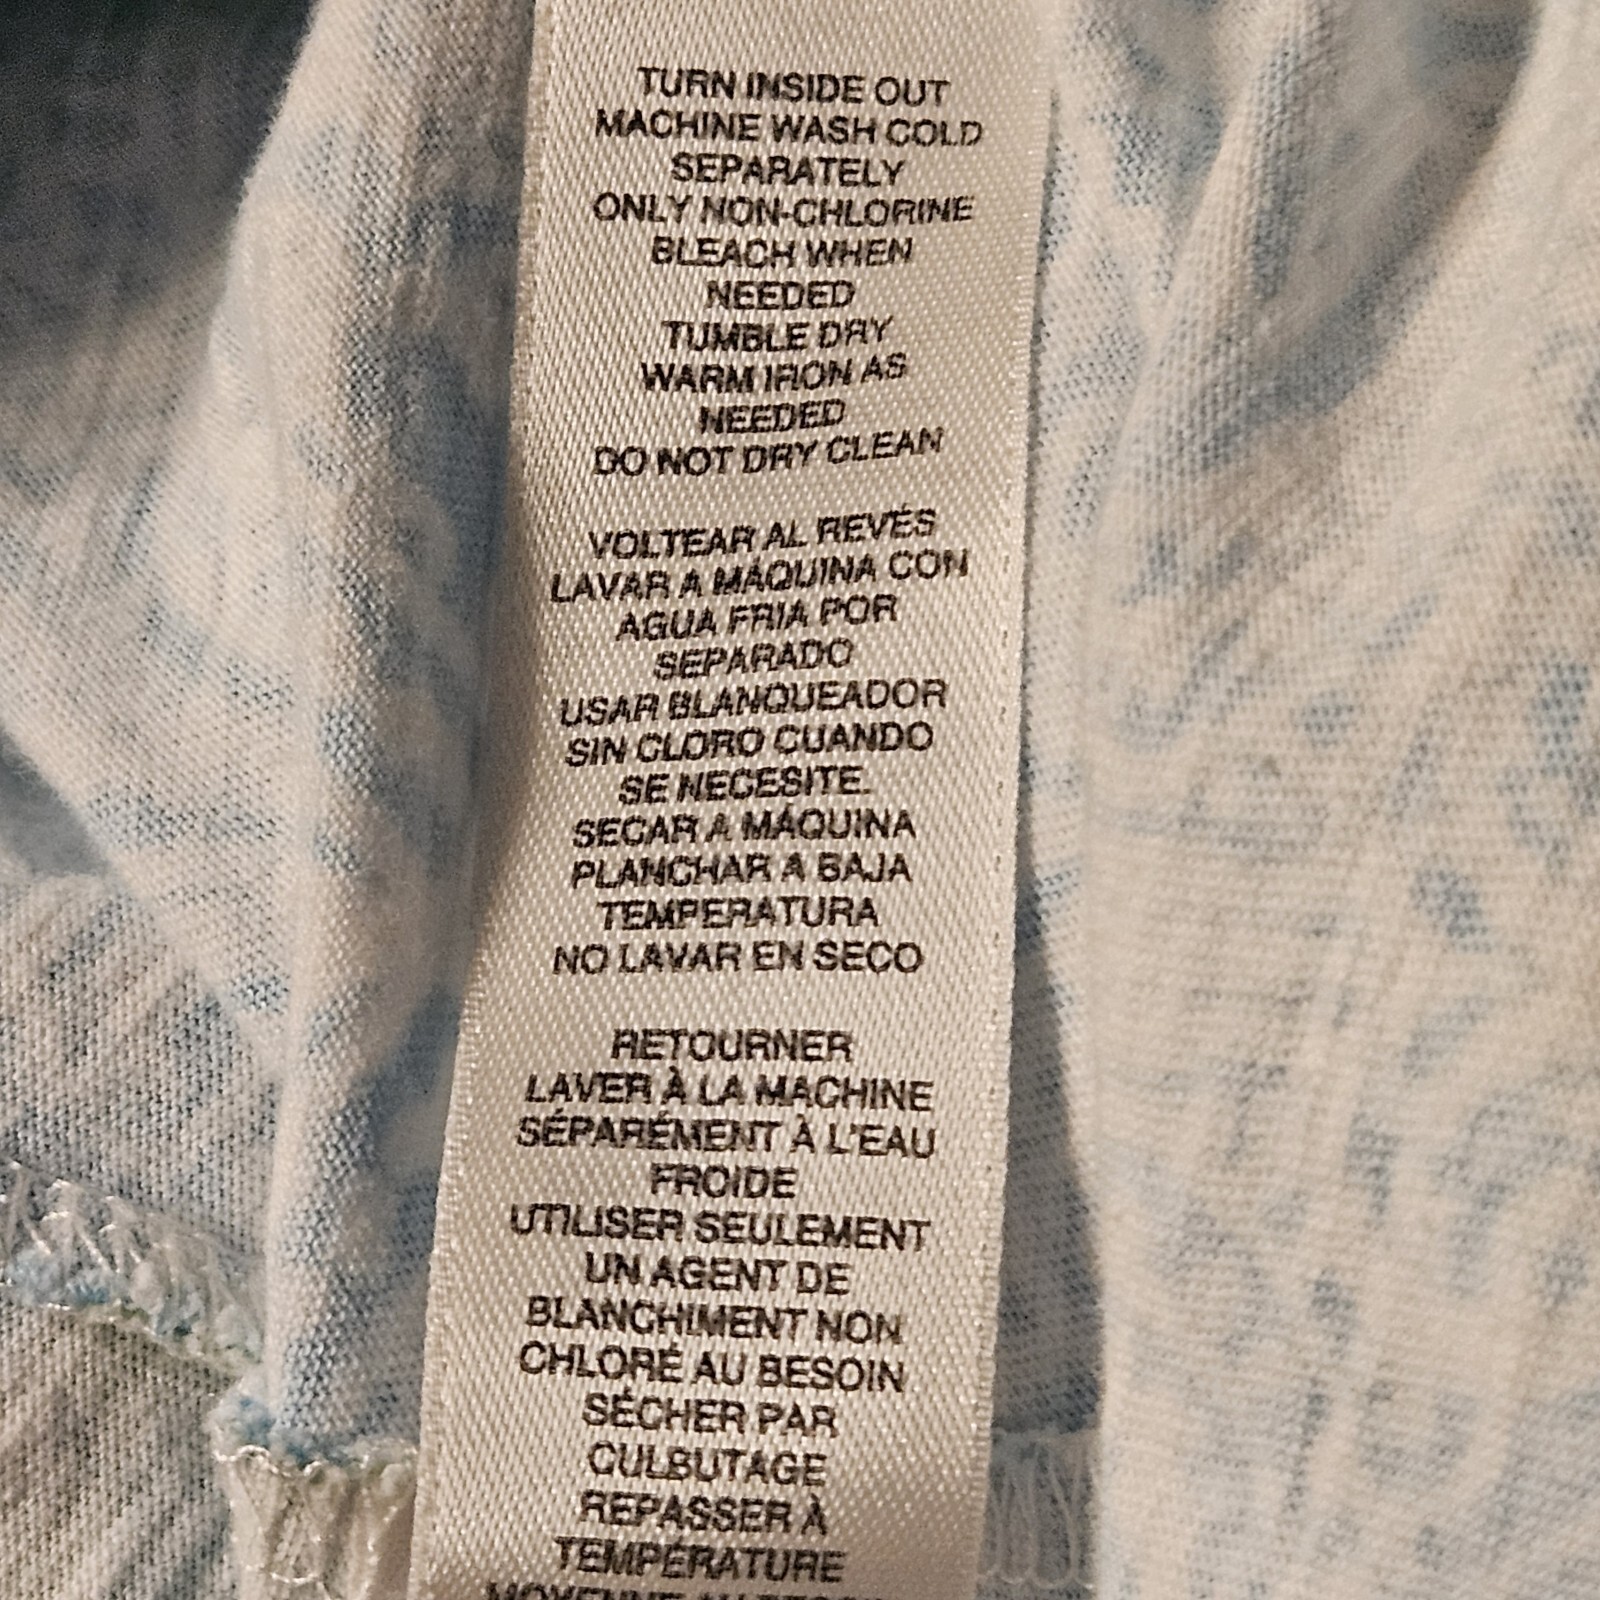 TURN INSIDE OUT
MACHINE WASH COLD
SEPARATELY
ONLY NON-CHLORINE
BLEACH WHEN
NEEDED
TUMBLE DRY
WARM IRON AS
NEEDED
DO NOT DRY CLEAN
VOLTEAR AL REVÉS
LAVAR A MÁQUINA CON
AGUA FRIA POR
SEPARADO
USAR BLANQUEADOR
SIN CLORO CUANDO
SE NECESITE.
SECAR A MÁQUINA
PLANCHAR A BAJA
TEMPERATURA
NO LAVAR EN SECO
RETOURNER
LAVER À LA MACHINE
SÉPARÉMENT À L'EAU
FROIDE
UTILISER SEULEMENT
UN AGENT DE
BLANCHIMENT NON
CHLORÉ AU BESOIN
SÉCHER PAR
CULBUTAGE
REPASSER À
TEMPÉRATURE
MOYENNE AU BESOIN